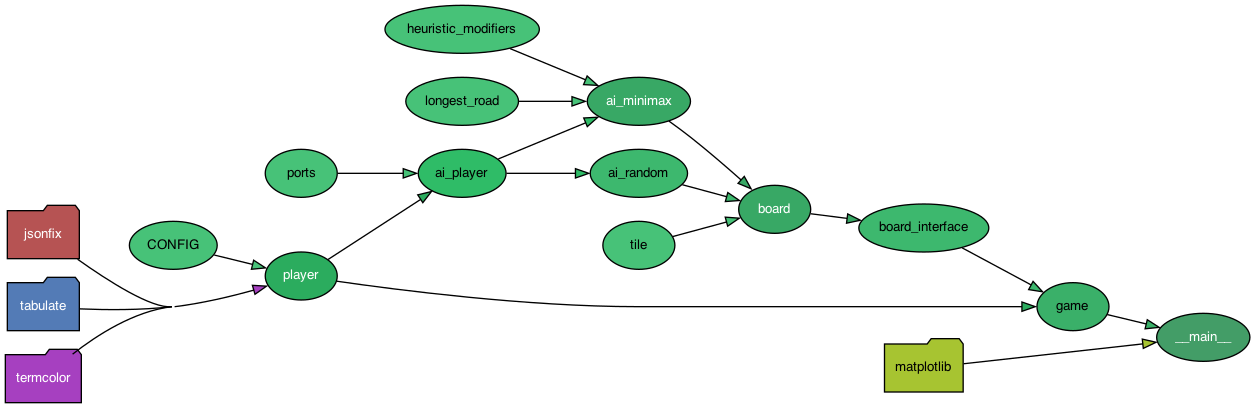 heuristic_modifiers
longest_road
ai_minimax
ports
ai_player
ai_random
jsonfix
CONFIG
tile
board
board_interface
tabulate
player
game
termcolor
matplotlib
__main__